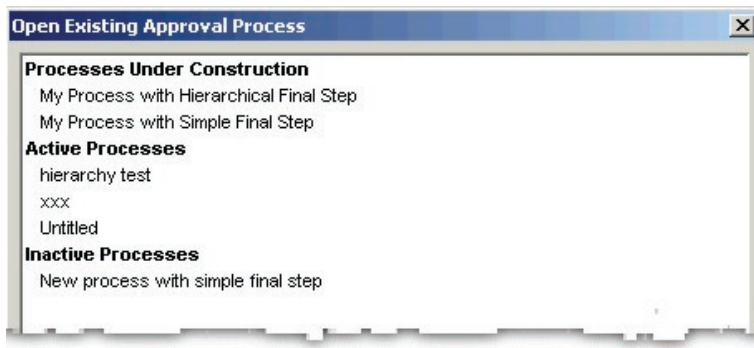 Open Existing Approval Process
Processes Under Construction
My Process with Hierarchical Final Step
My Process with Simple Final Step
Active Processes
hierarchy test
xxx
Untitled
Inactive Processes
New process with simple final step